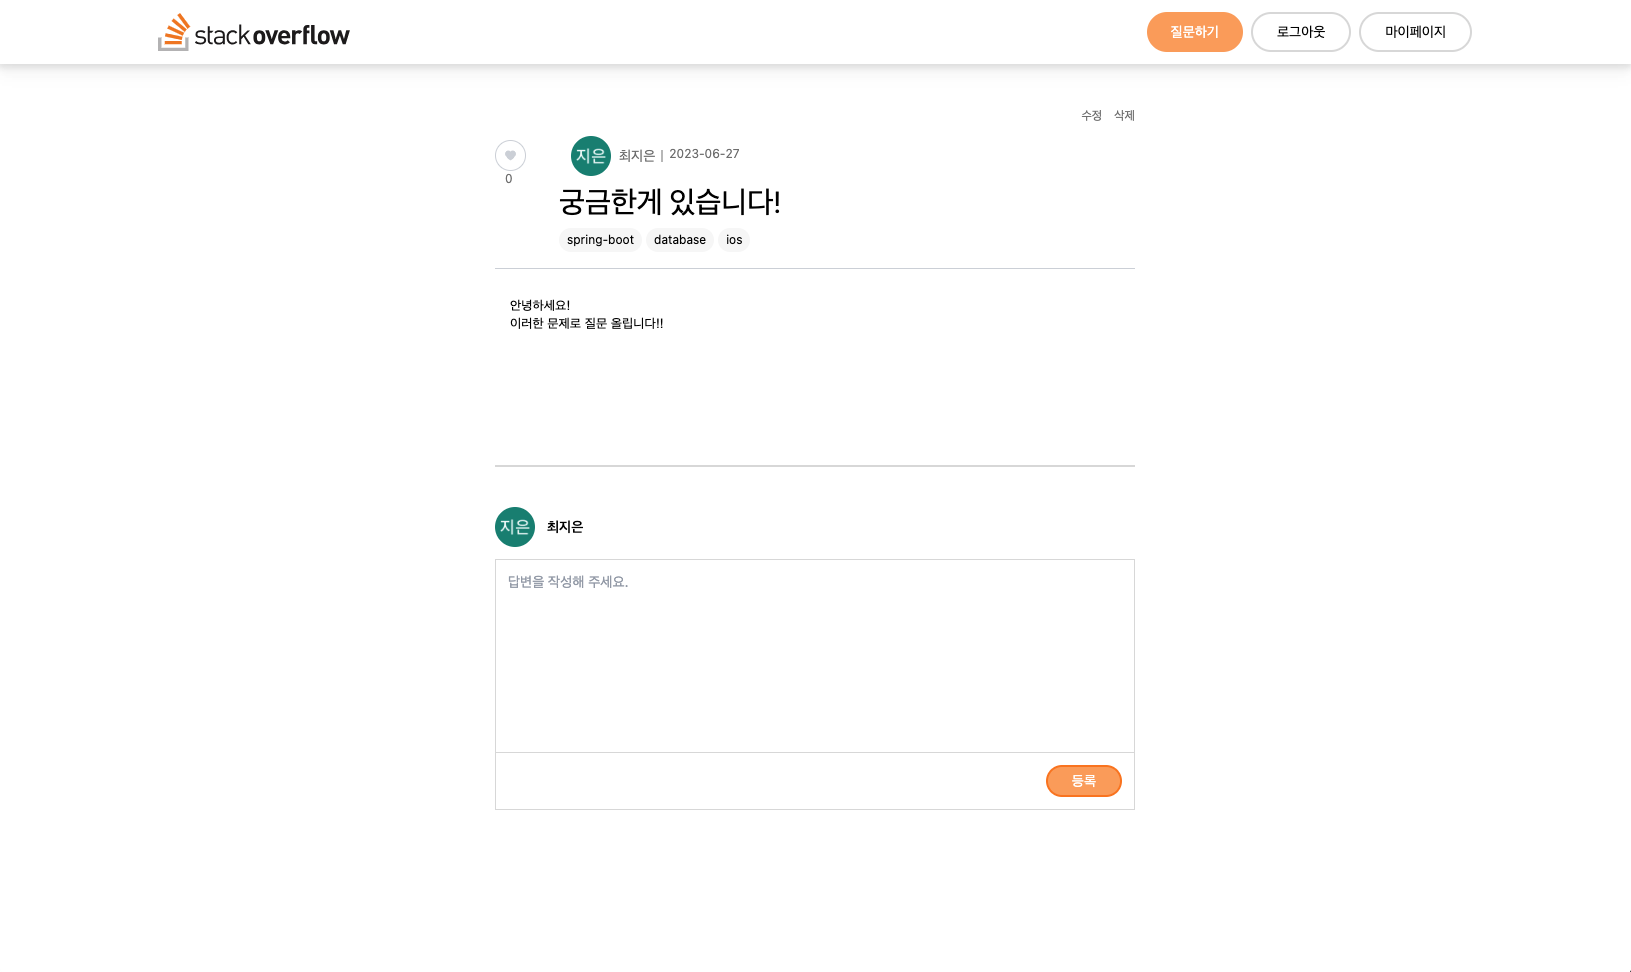 stack overflow 질문하기 로그아웃 마이페이지
수정 삭제
지은 최지은 | 2023-06-27
0
궁금한게 있습니다!
spring-boot database ios
안녕하세요!
이러한 문제로 질문 올립니다!!
지은 최지은
답변을 작성해 주세요.
등록